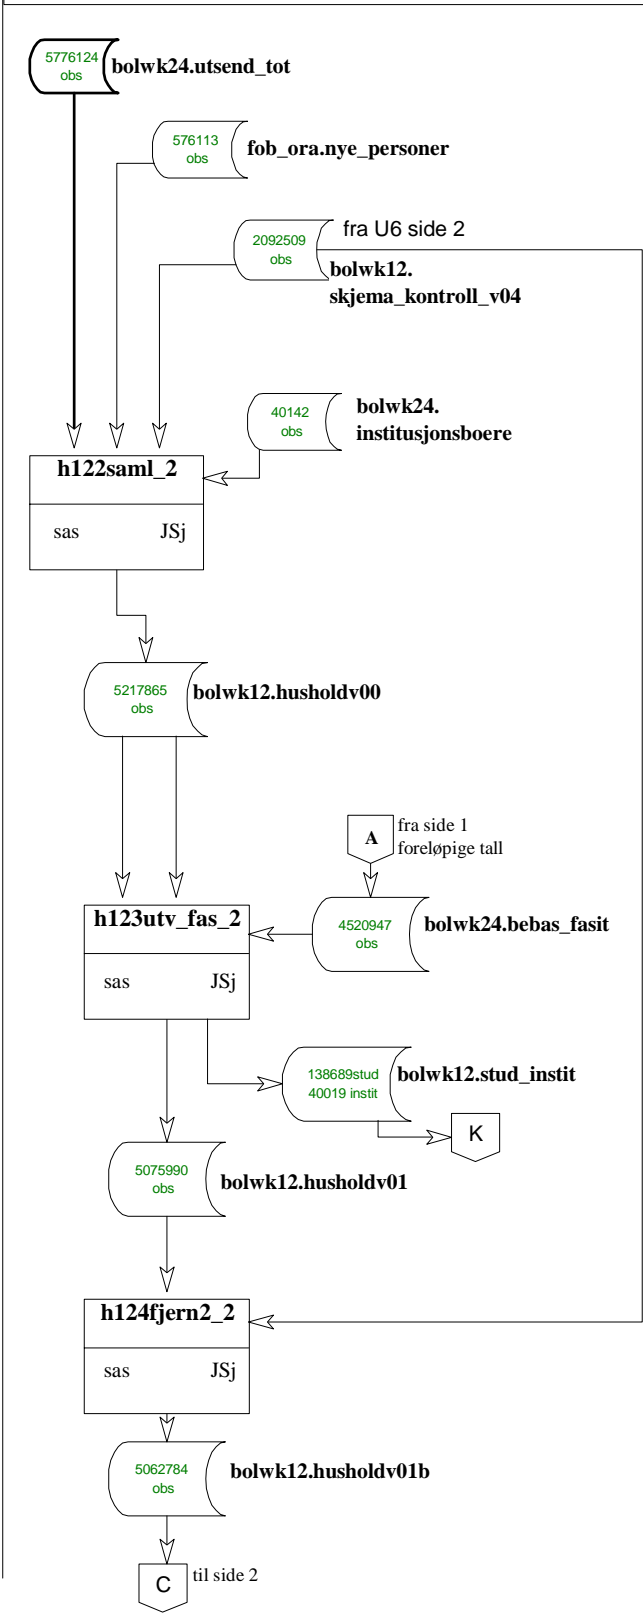 5776124
obs
bolwk24.utsend_tot
576113
obs
fob_ora.nye_personer
fra U6 side 2
2092509
obs
bolwk12.
skjema_kontroll_v04
40142
obs
bolwk24.
institusjonsboere
h122saml_2
sas JSj
5217865
obs
bolwk12.husholdv00
A
fra side 1
foreløpige tall
h123utv_fas_2
sas JSj
4520947
obs
bolwk24.bebas_fasit
138689stud
40019 instit
bolwk12.stud_instit
K
5075990
obs
bolwk12.husholdv01
h124fjern2_2
sas JSj
5062784
obs
bolwk12.husholdv01b
C
til side 2